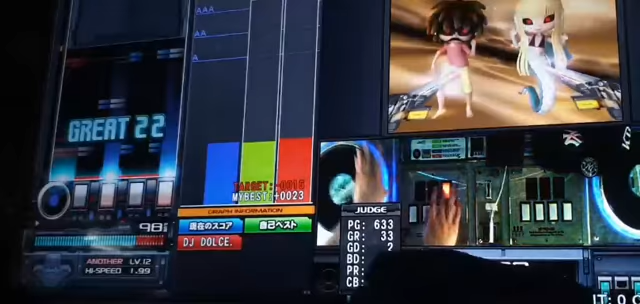 AAA
AA
A
GREAT 22
TARGET:-0015
MYBEST:+0023
GRAPH INFORMATION
現在のスコア
自己ベスト
DJ DOLCE.
ANOTHER LV.12
HI-SPEED 1.99
JUDGE
PG: 633
GR: 33
GD: 2
BD:
PR:
CB: